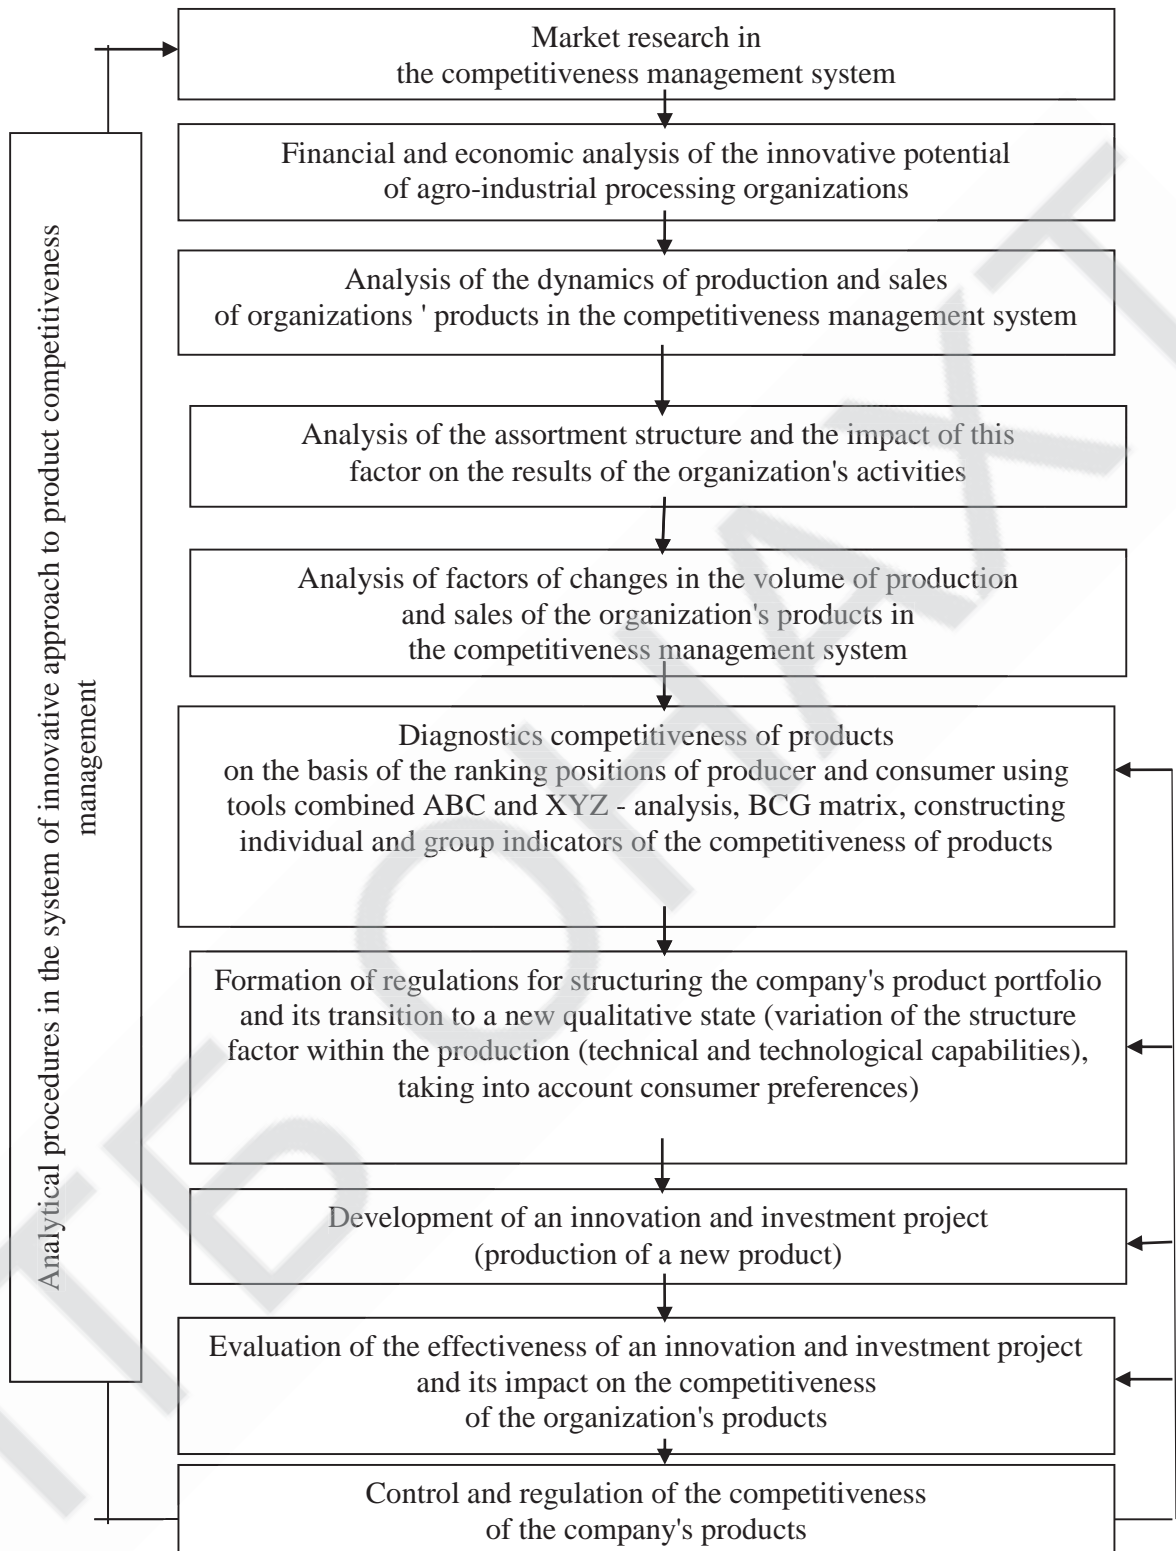 Market research in
the competitiveness management system
Financial and economic analysis of the innovative potential
of agro-industrial processing organizations
Analysis of the dynamics of production and sales
of organizations ' products in the competitiveness management system
Analysis of the assortment structure and the impact of this
factor on the results of the organization's activities
Analysis of factors of changes in the volume of production
and sales of the organization's products in
the competitiveness management system
Diagnostics competitiveness of products
on the basis of the ranking positions of producer and consumer using
tools combined ABC and XYZ - analysis, BCG matrix, constructing
individual and group indicators of the competitiveness of products
Formation of regulations for structuring the company's product portfolio
and its transition to a new qualitative state (variation of the structure
factor within the production (technical and technological capabilities),
taking into account consumer preferences)
Development of an innovation and investment project
(production of a new product)
Evaluation of the effectiveness of an innovation and investment project
and its impact on the competitiveness
of the organization's products
Control and regulation of the competitiveness
of the company's products
Analytical procedures in the system of innovative approach to product competitiveness
management
ТБ ОНАХТ